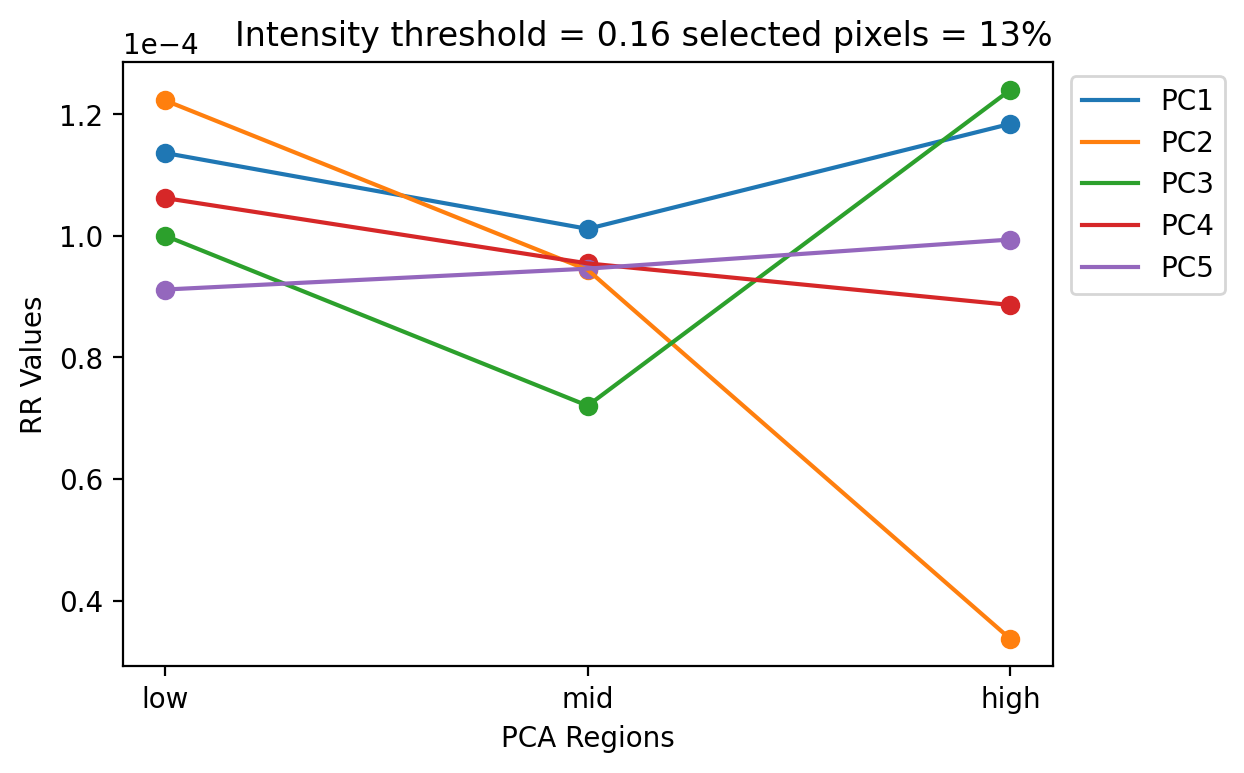 Intensity threshold = 0.16 selected pixels = 13%
1e−4
1.2
1.0
0.8
0.6
0.4
RR Values
low
mid
high
PCA Regions
PC1
PC2
PC3
PC4
PC5